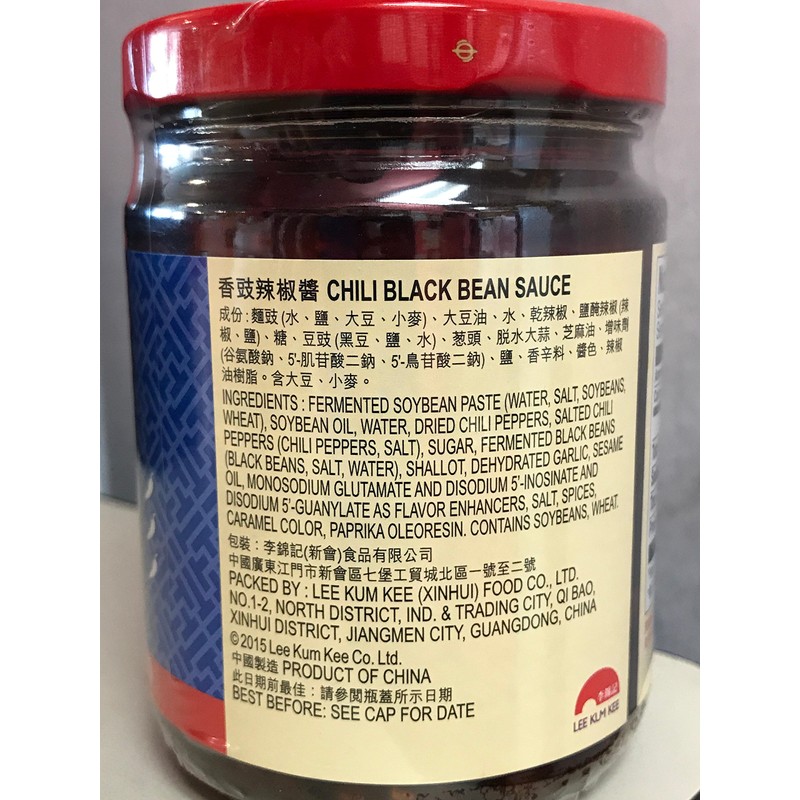 香豉辣椒醬 CHILI BLACK BEAN SAUCE
成份：麵豉 (水、鹽、大豆、小麥)、大豆油、水、乾辣椒、鹽醃辣椒 (辣
椒、鹽)、糖、豆豉 (黑豆、鹽、水)、葱頭、脱水大蒜、芝麻油、增味劑
(谷氨酸鈉、5'-肌苷酸二鈉、5'-鳥苷酸二鈉)、鹽、香辛料、醬色、辣椒
油樹脂。含大豆、小麥。
INGREDIENTS : FERMENTED SOYBEAN PASTE (WATER, SALT, SOYBEANS,
WHEAT), SOYBEAN OIL, WATER, DRIED CHILI PEPPERS, SALTED CHILI
PEPPERS (CHILI PEPPERS, SALT), SUGAR, FERMENTED BLACK BEANS
(BLACK BEANS, SALT, WATER), SHALLOT, DEHYDRATED GARLIC, SESAME
OIL, MONOSODIUM GLUTAMATE AND DISODIUM 5'-INOSINATE AND
DISODIUM 5'-GUANYLATE AS FLAVOR ENHANCERS, SALT, SPICES,
CARAMEL COLOR, PAPRIKA OLEORESIN. CONTAINS SOYBEANS, WHEAT.
包裝：李錦記(新會)食品有限公司
中國廣東江門市新會區七堡工貿城北區一號至二號
PACKED BY : LEE KUM KEE (XINHUI) FOOD CO., LTD.
NO.1-2, NORTH DISTRICT, IND. & TRADING CITY, QI BAO,
XINHUI DISTRICT, JIANGMEN CITY, GUANGDONG, CHINA
©2015 Lee Kum Kee Co. Ltd.
中國製造 PRODUCT OF CHINA
此日期前最佳：請參閱瓶蓋所示日期
BEST BEFORE: SEE CAP FOR DATE
李錦記
LEE KUM KEE